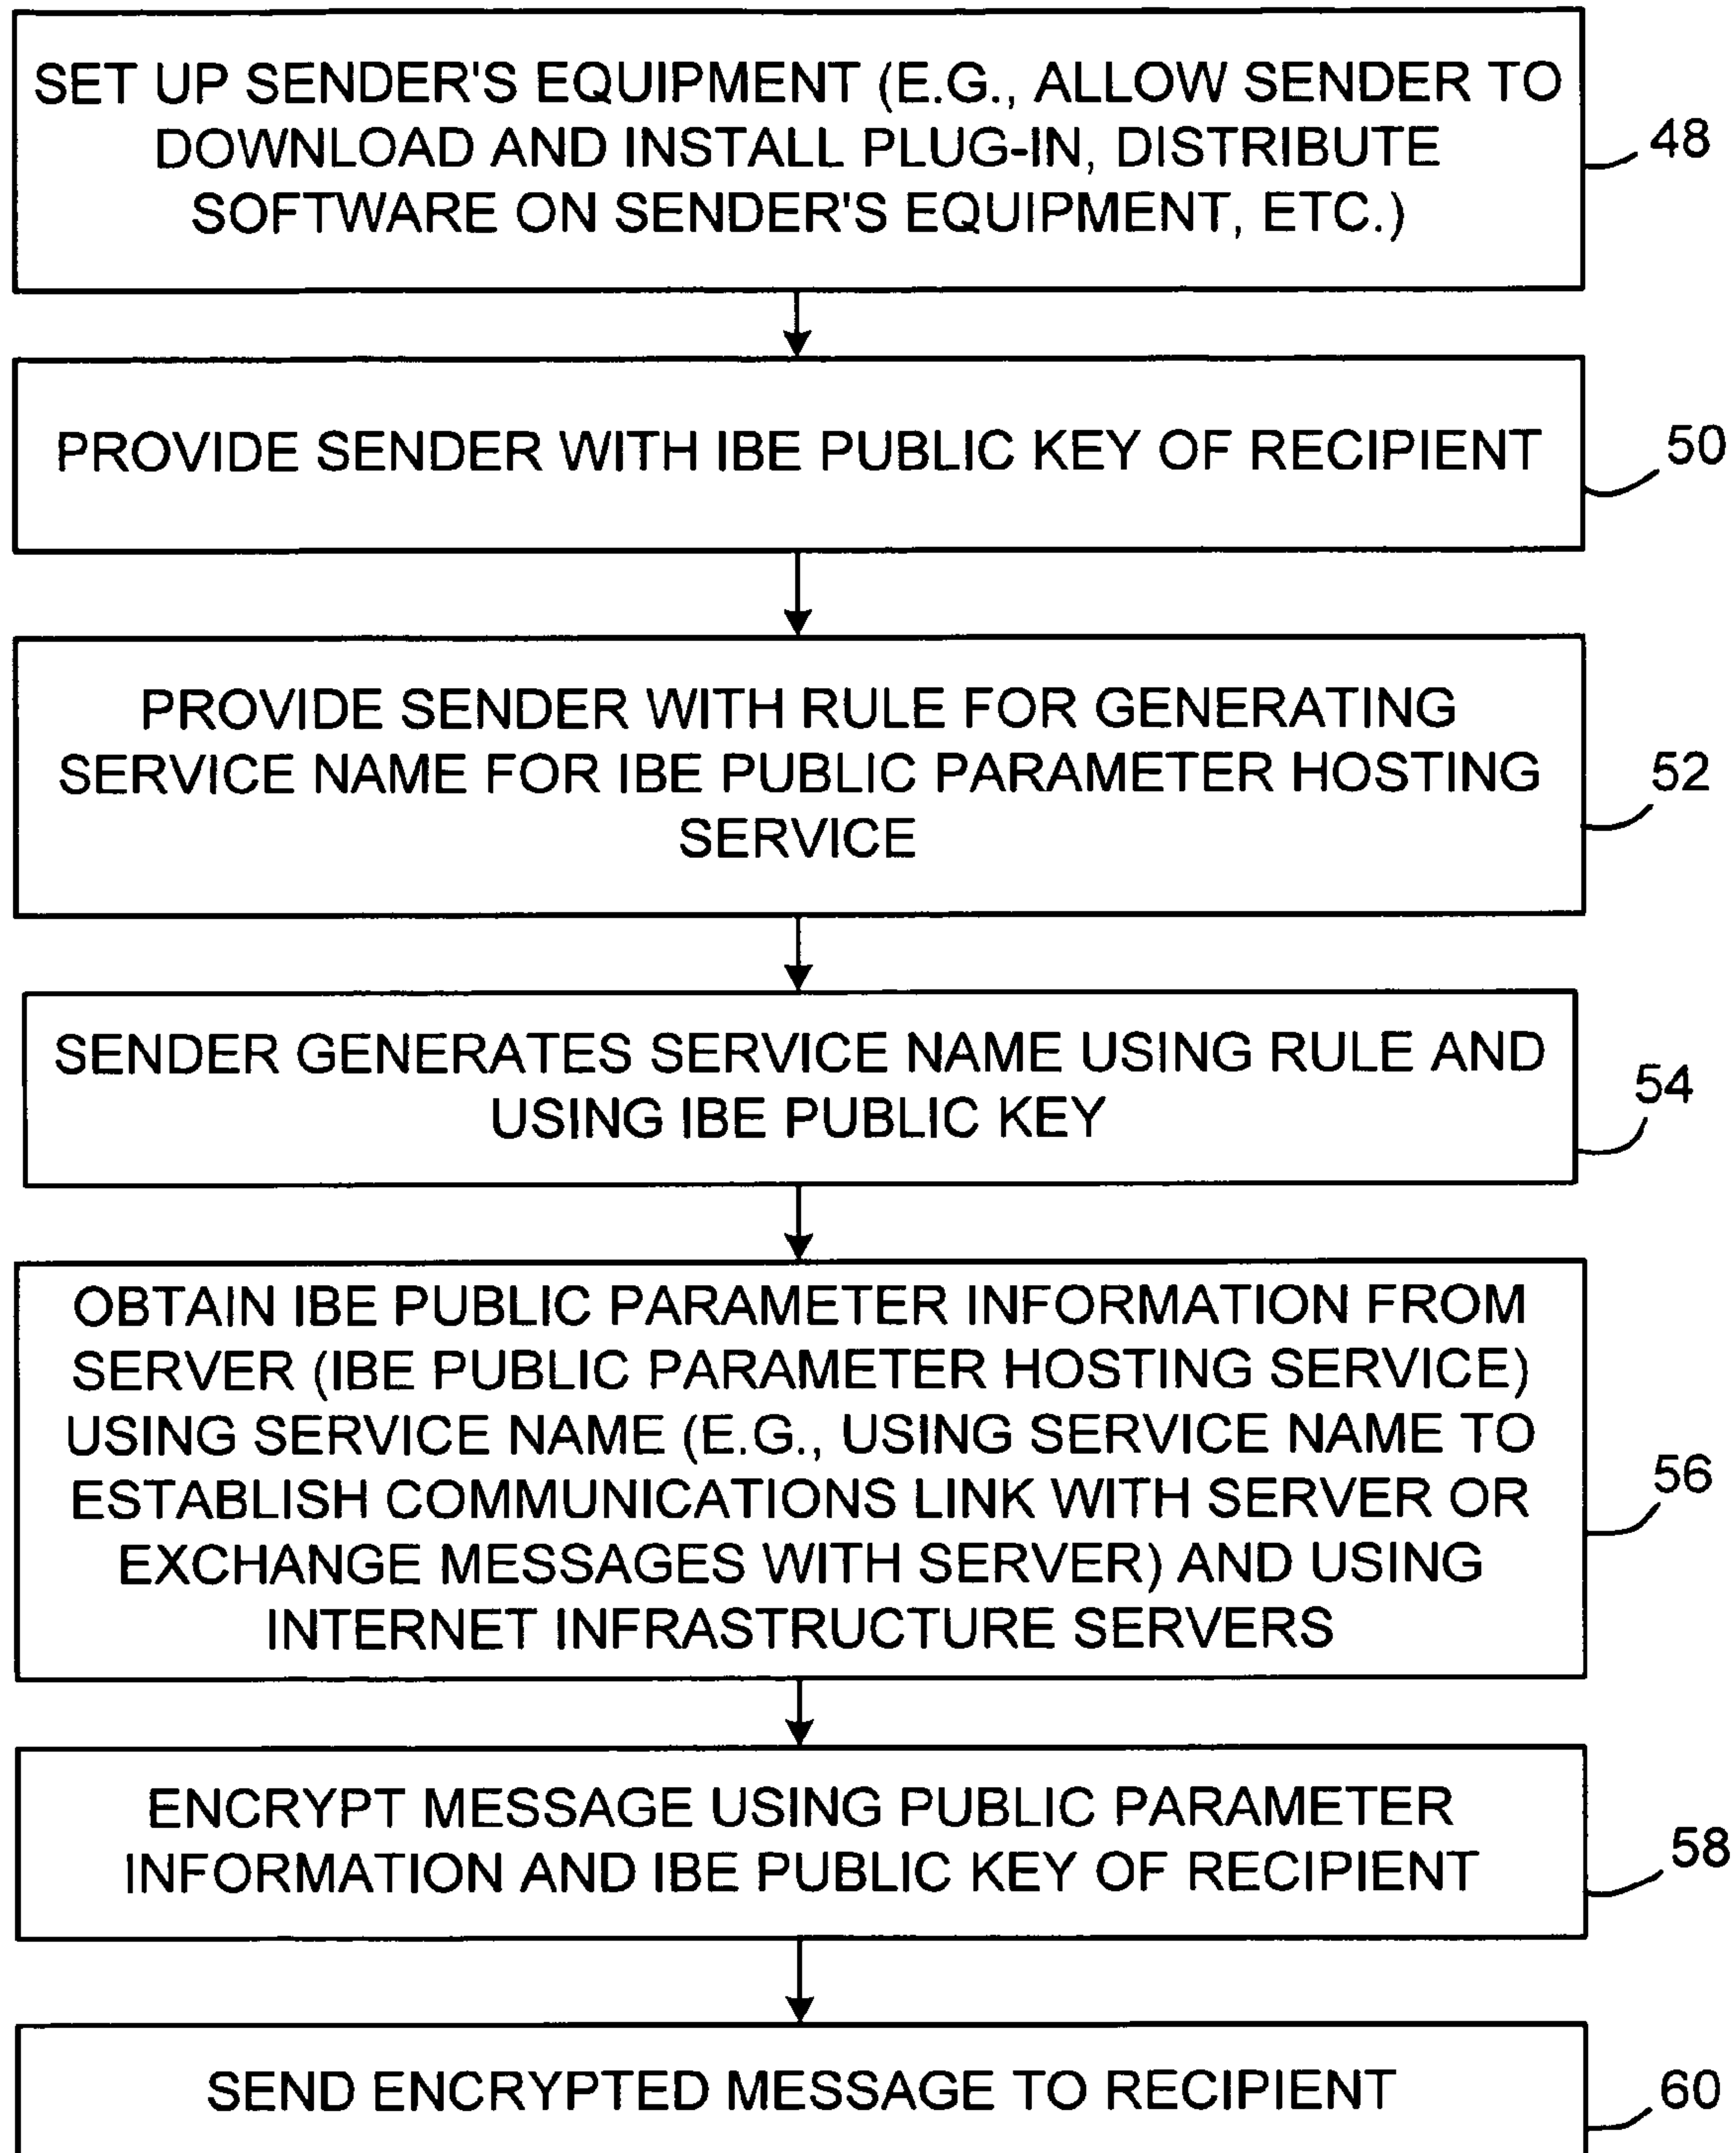 SET UP SENDER'S EQUIPMENT (E.G., ALLOW SENDER TO
DOWNLOAD AND INSTALL PLUG-IN, DISTRIBUTE
SOFTWARE ON SENDER'S EQUIPMENT, ETC.)
48
PROVIDE SENDER WITH IBE PUBLIC KEY OF RECIPIENT
50
PROVIDE SENDER WITH RULE FOR GENERATING
SERVICE NAME FOR IBE PUBLIC PARAMETER HOSTING
SERVICE
52
SENDER GENERATES SERVICE NAME USING RULE AND
USING IBE PUBLIC KEY
54
OBTAIN IBE PUBLIC PARAMETER INFORMATION FROM
SERVER (IBE PUBLIC PARAMETER HOSTING SERVICE)
USING SERVICE NAME (E.G., USING SERVICE NAME TO
ESTABLISH COMMUNICATIONS LINK WITH SERVER OR
EXCHANGE MESSAGES WITH SERVER) AND USING
INTERNET INFRASTRUCTURE SERVERS
56
ENCRYPT MESSAGE USING PUBLIC PARAMETER
INFORMATION AND IBE PUBLIC KEY OF RECIPIENT
58
SEND ENCRYPTED MESSAGE TO RECIPIENT
60